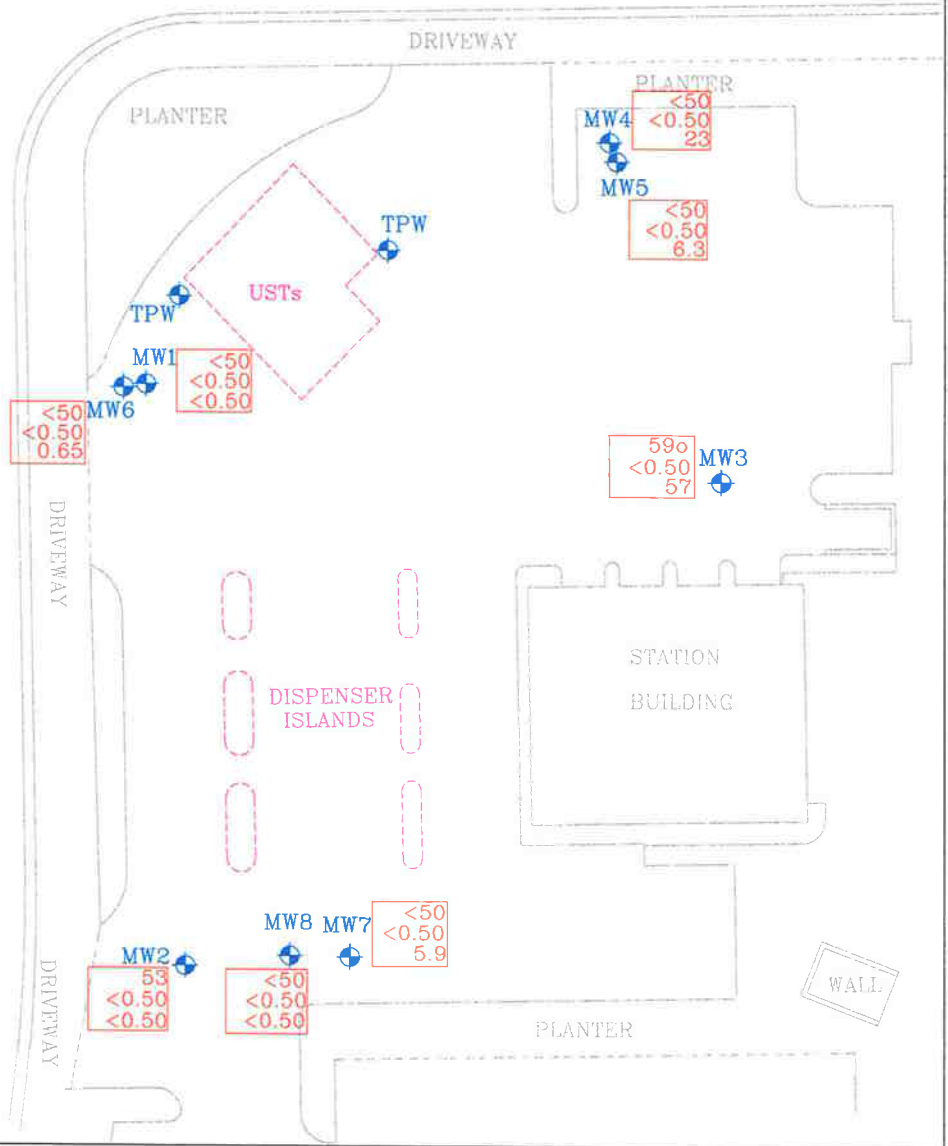 DRIVEWAY
PLANTER
PLANTER
<50
<0.50
23
MW4
MW5
<50
<0.50
6.3
TPW
USTs
TPW
MW1
<50
<0.50
<0.50
MW6
<50
<0.50
0.65
59o
<0.50
57
MW3
DRIVEWAY
STATION
BUILDING
DISPENSER
ISLANDS
MW8
MW7
<50
<0.50
5.9
MW2
53
<0.50
<0.50
<50
<0.50
<0.50
DRIVEWAY
WALL
PLANTER